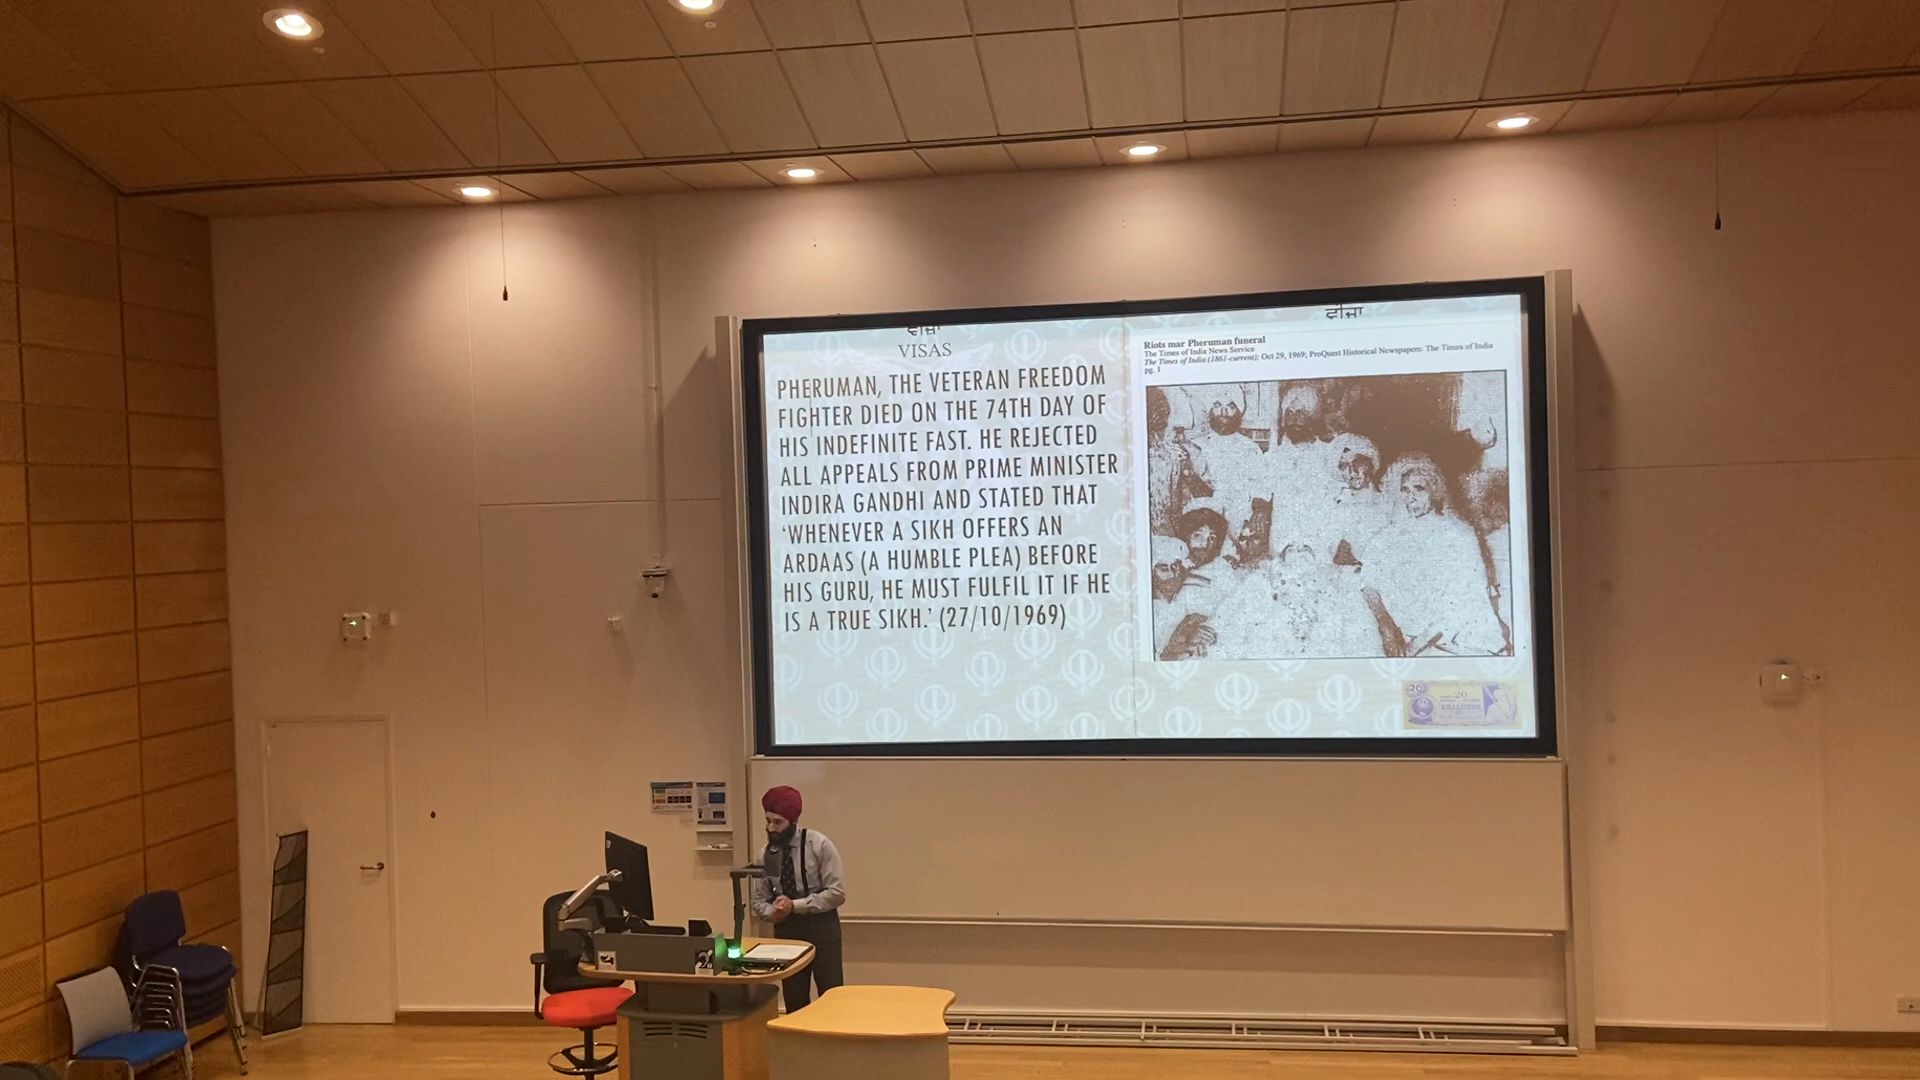 ਵੀਜ਼ਾ
VISAS
PHERUMAN, THE VETERAN FREEDOM
FIGHTER DIED ON THE 74TH DAY OF
HIS INDEFINITE FAST. HE REJECTED
ALL APPEALS FROM PRIME MINISTER
INDIRA GANDHI AND STATED THAT
‘WHENEVER A SIKH OFFERS AN
ARDAAS (A HUMBLE PLEA) BEFORE
HIS GURU, HE MUST FULFIL IT IF HE
IS A TRUE SIKH.’ (27/10/1969)
ਵੀਜ਼ਾ
Riots mar Pheruman funeral
The Times of India News Service
The Times of India (1861-current); Oct 29, 1969; ProQuest Historical Newspapers: The Times of India
pg. 1
20
20
KHALISTAN